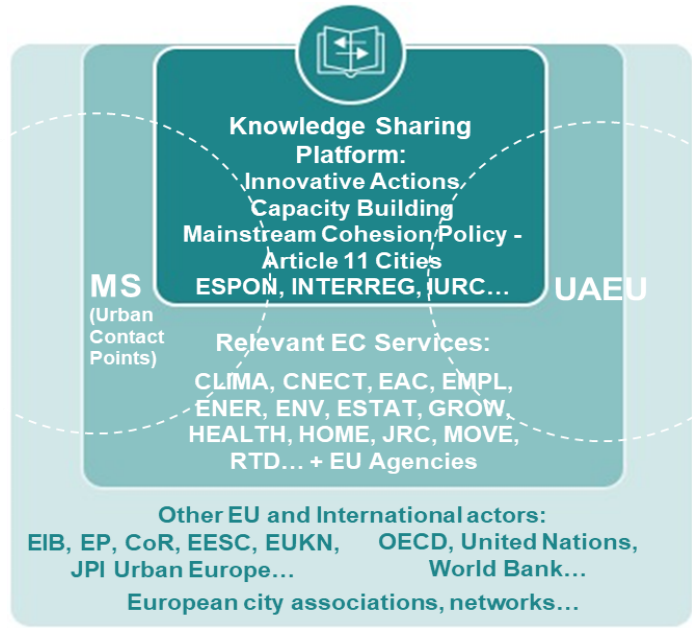 Knowledge Sharing
Platform:
Innovative Actions
Capacity Building
Mainstream Cohesion Policy -
Article 11 Cities
ESPON, INTERREG, IURC...
MS
(Urban
Contact
Points)
UAEU
Relevant EC Services:
CLIMA, CNECT, EAC, EMPL,
ENER, ENV, ESTAT, GROW,
HEALTH, HOME, JRC, MOVE,
RTD... + EU Agencies
Other EU and International actors:
EIB, EP, CoR, EESC, EUKN,
JPI Urban Europe...
OECD, United Nations,
World Bank...
European city associations, networks...